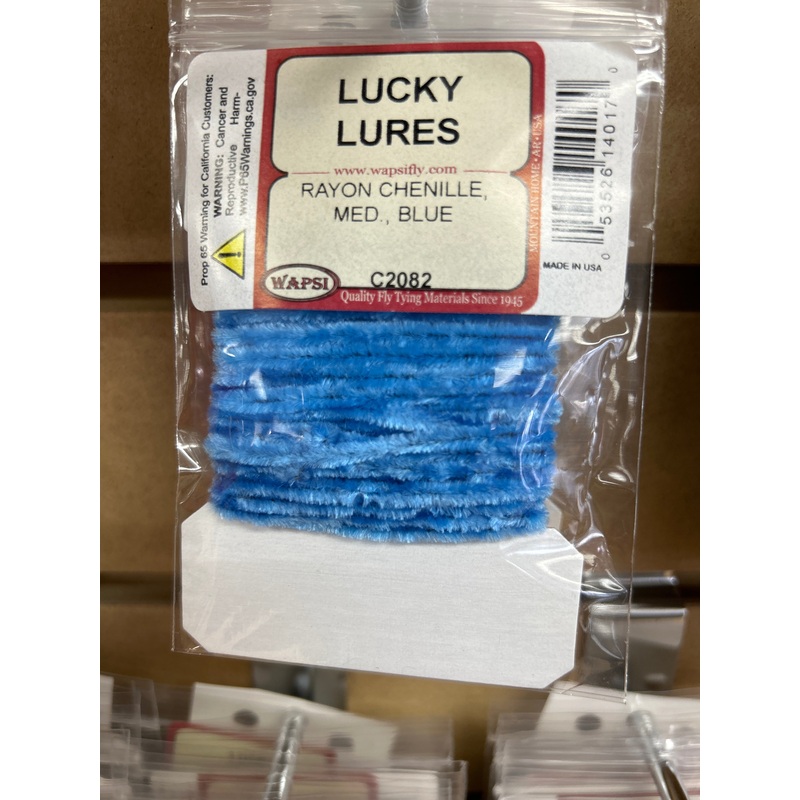 LUCKY
LURES
www.wapsifly.com
RAYON CHENILLE,
MED., BLUE
C2082
WAPSI
Quality Fly Tying Materials Since 1945
Prop 65 Warning for California Customers:
WARNING: Cancer and
Reproductive Harm-
www.P65Warnings.ca.gov
MOUNTAIN HOME • AR • USA
0 53526 14017 0
MADE IN USA